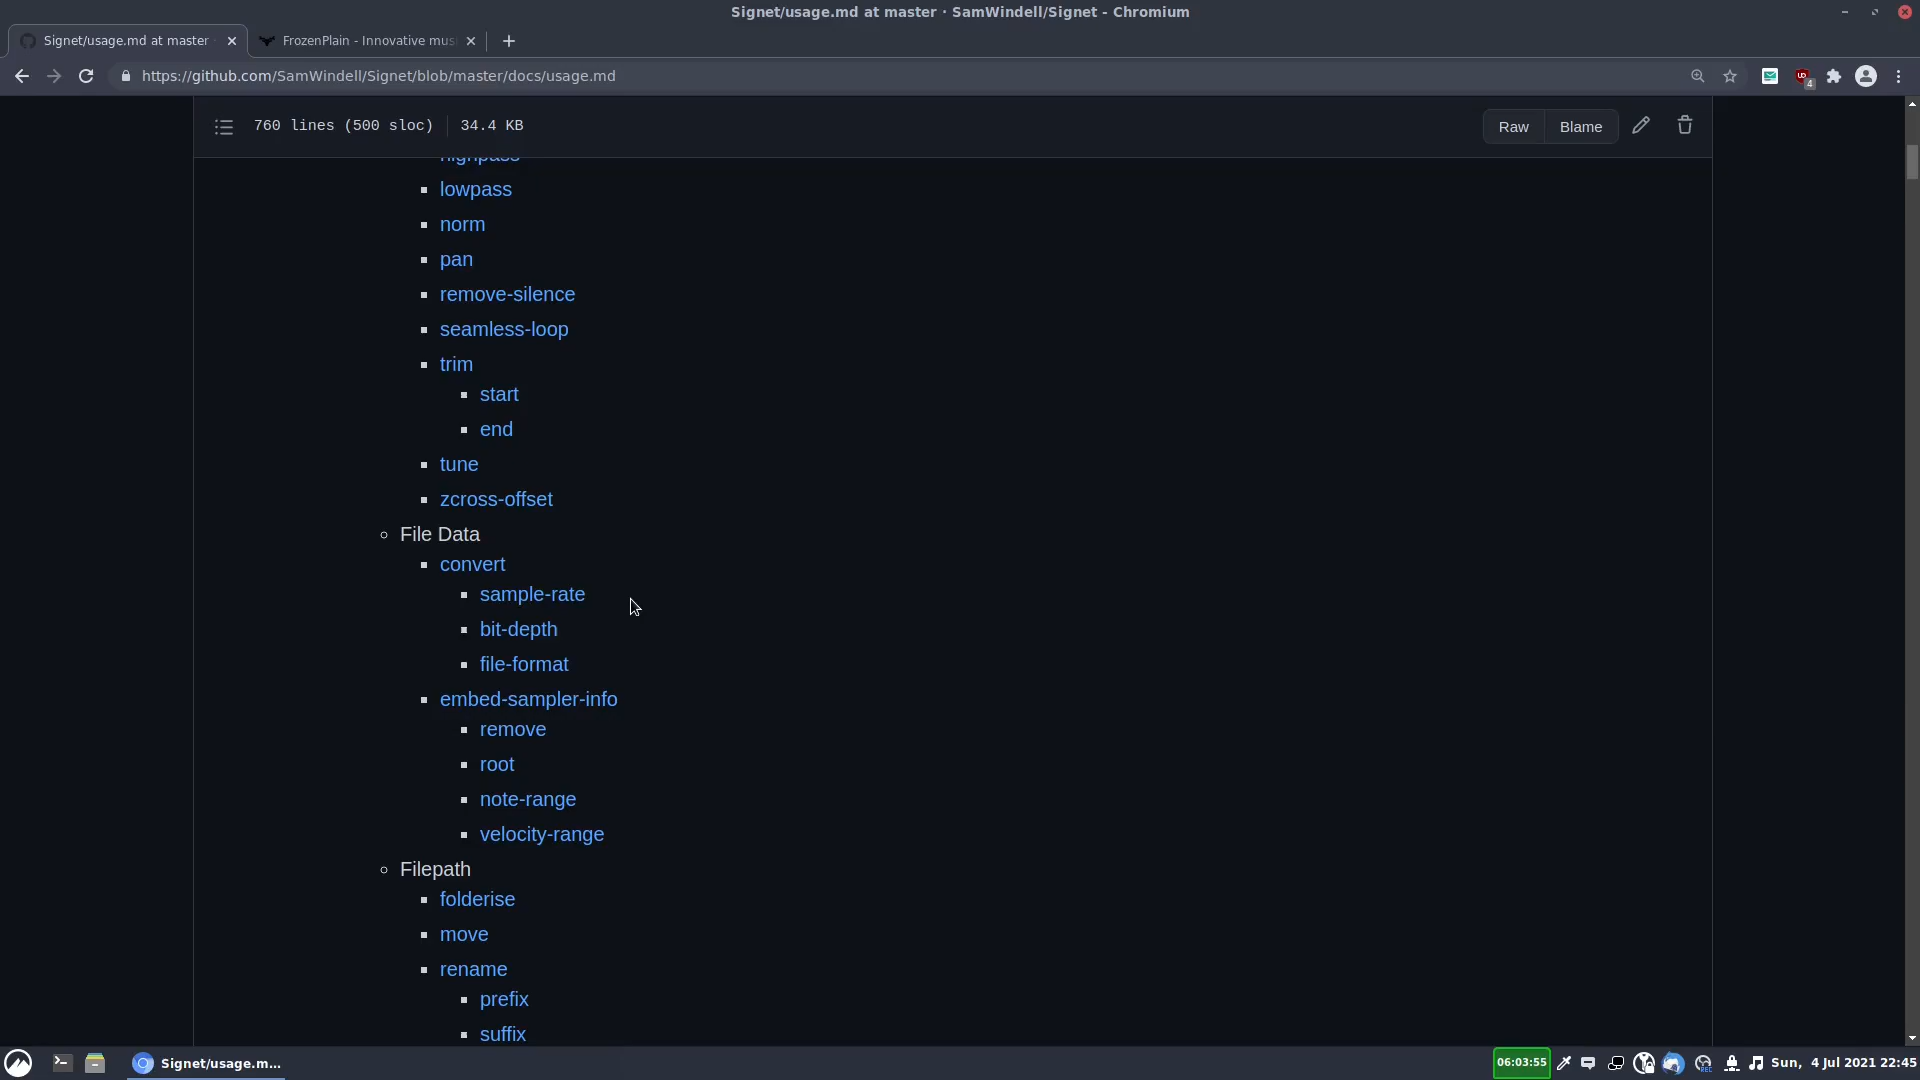 Signet/usage.md at master · SamWindell/Signet - Chromium
Signet/usage.md at master
FrozenPlain - Innovative mus
https://github.com/SamWindell/Signet/blob/master/docs/usage.md
4
760 lines (500 sloc)
34.4 KB
Raw
Blame
highpass
lowpass
norm
pan
remove-silence
seamless-loop
trim
start
end
tune
zcross-offset
File Data
convert
sample-rate
bit-depth
file-format
embed-sampler-info
remove
root
note-range
velocity-range
Filepath
folderise
move
rename
prefix
suffix
Signet/usage.m...
06:03:55
REC
Sun, 4 Jul 2021 22:45